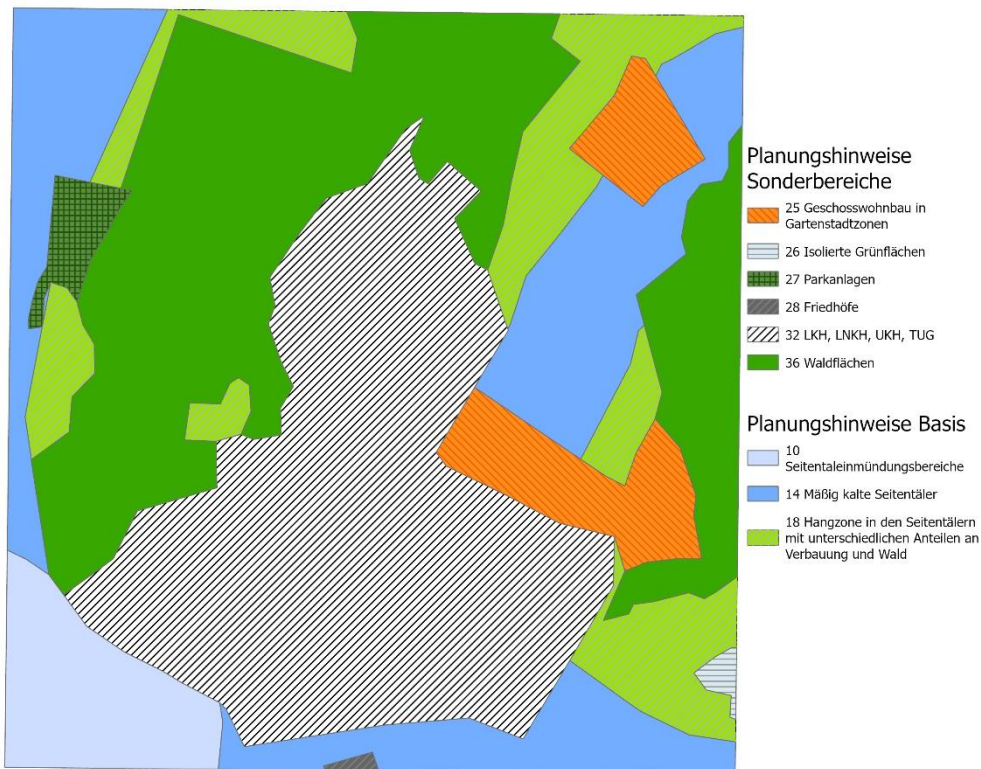 Planungshinweise
Sonderbereiche
25 Geschosswohnbau in
Gartenstadtzonen
26 Isolierte Grünflächen
27 Parkanlagen
28 Friedhöfe
32 LKH, LNKH, UKH, TUG
36 Waldflächen
Planungshinweise Basis
10
Seitentaleinmündungsbereiche
14 Mäßig kalte Seitentäler
18 Hangzone in den Seitentälern
mit unterschiedlichen Anteilen an
Verbauung und Wald